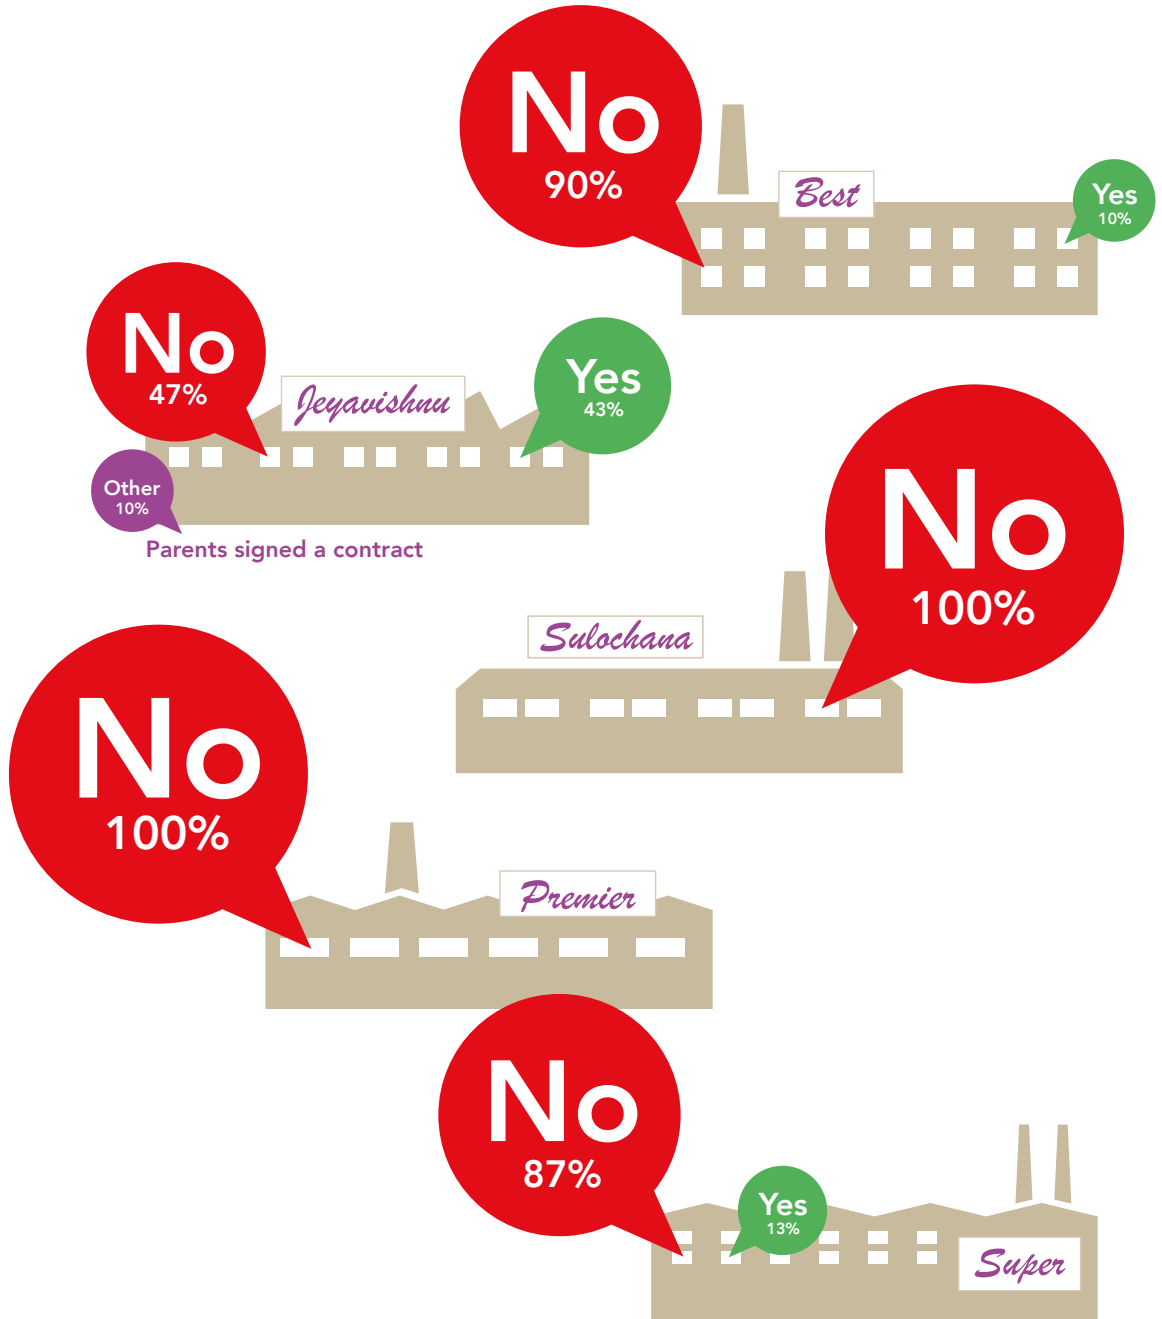 No
90%
Best
Yes
10%
No
47%
Jeyavishnu
Yes
43%
Other
10%
Parents signed a contract
No
100%
Sulochana
No
100%
Premier
No
87%
Yes
13%
Super